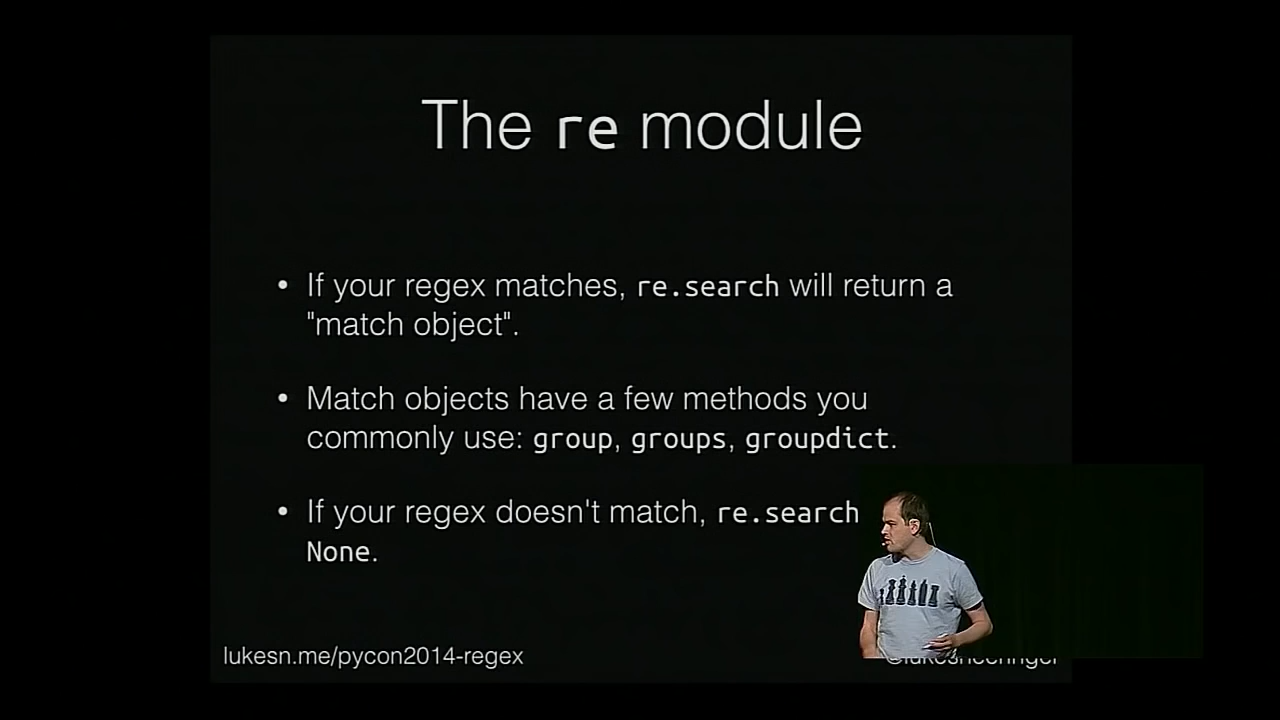 The re module
• If your regex matches, re.search will return a
"match object".
• Match objects have a few methods you
commonly use: group, groups, groupdict.
• If your regex doesn't match, re.search
None.
lukesn.me/pycon2014-regex